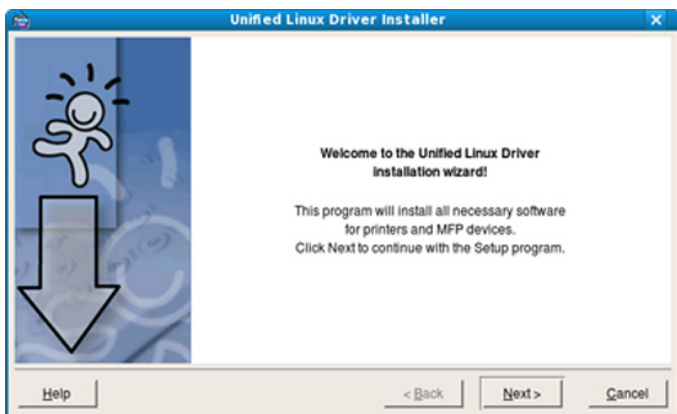 Unified Linux Driver Installer
Welcome to the Unified Linux Driver
installation wizard!
This program will install all necessary software
for printers and MFP devices.
Click Next to continue with the Setup program.
Help
< Back
Next >
Cancel